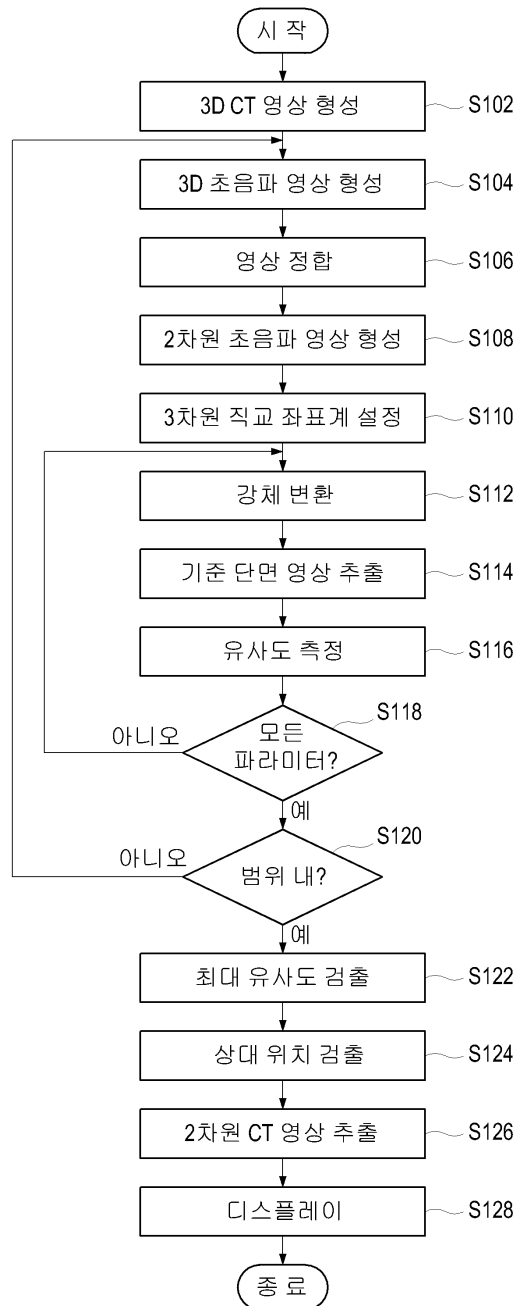 시 작
3D CT 영상 형성
S102
3D 초음파 영상 형성
S104
영상 정합
S106
2차원 초음파 영상 형성
S108
3차원 직교 좌표계 설정
S110
강체 변환
S112
기준 단면 영상 추출
S114
유사도 측정
S116
S118
모든
파라미터?
아니오
예
S120
범위 내?
아니오
예
최대 유사도 검출
S122
상대 위치 검출
S124
2차원 CT 영상 추출
S126
디스플레이
S128
종 료